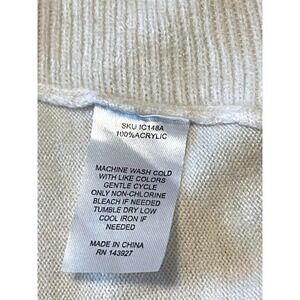 SKU IC148A
100%ACRYLIC
MACHINE WASH COLD
WITH LIKE COLORS
GENTLE CYCLE
ONLY NON-CHLORINE
BLEACH IF NEEDED
TUMBLE DRY LOW
COOL IRON IF
NEEDED
MADE IN CHINA
RN 143927